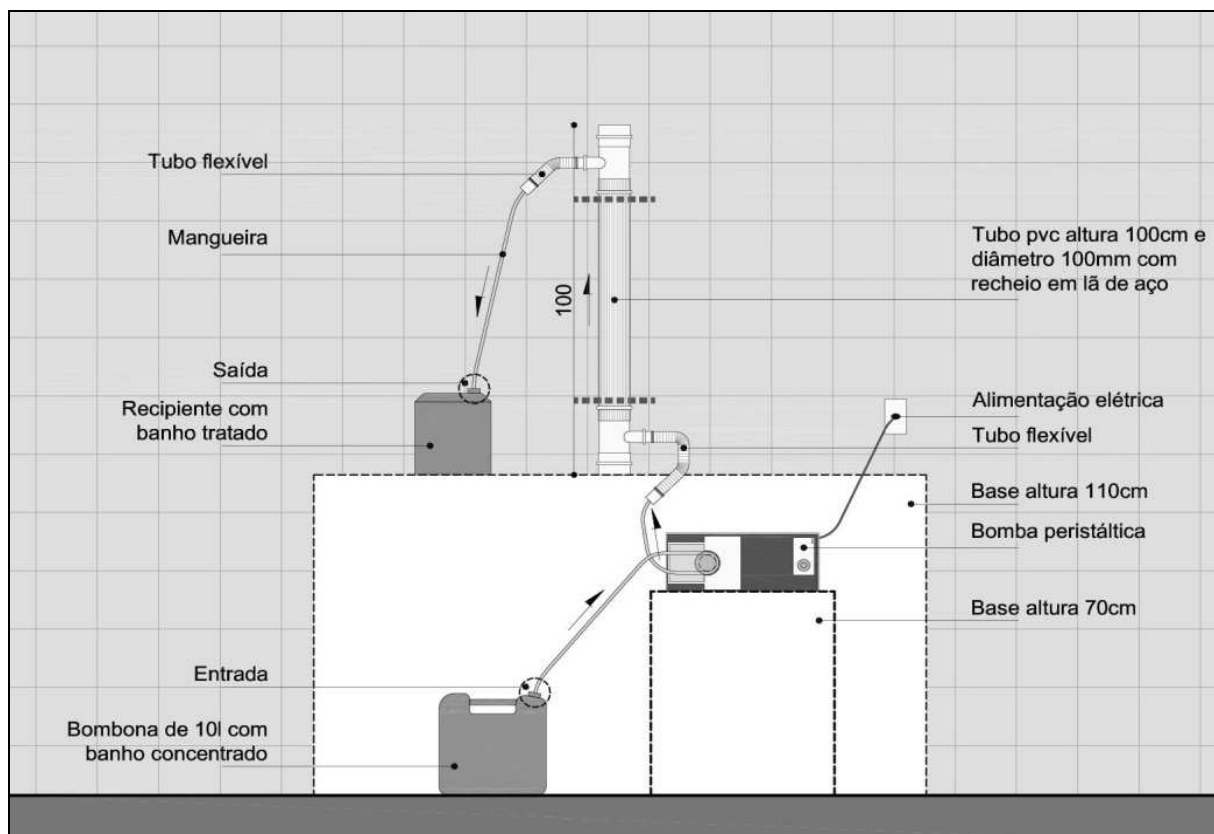 Tubo flexível
Mangueira
Saída
Recipiente com
banho tratado
Entrada
Bombona de 10l com
banho concentrado
100
Tubo pvc altura 100cm e
diâmetro 100mm com
recheio em lã de aço
Alimentação elétrica
Tubo flexível
Base altura 110cm
Bomba peristáltica
Base altura 70cm